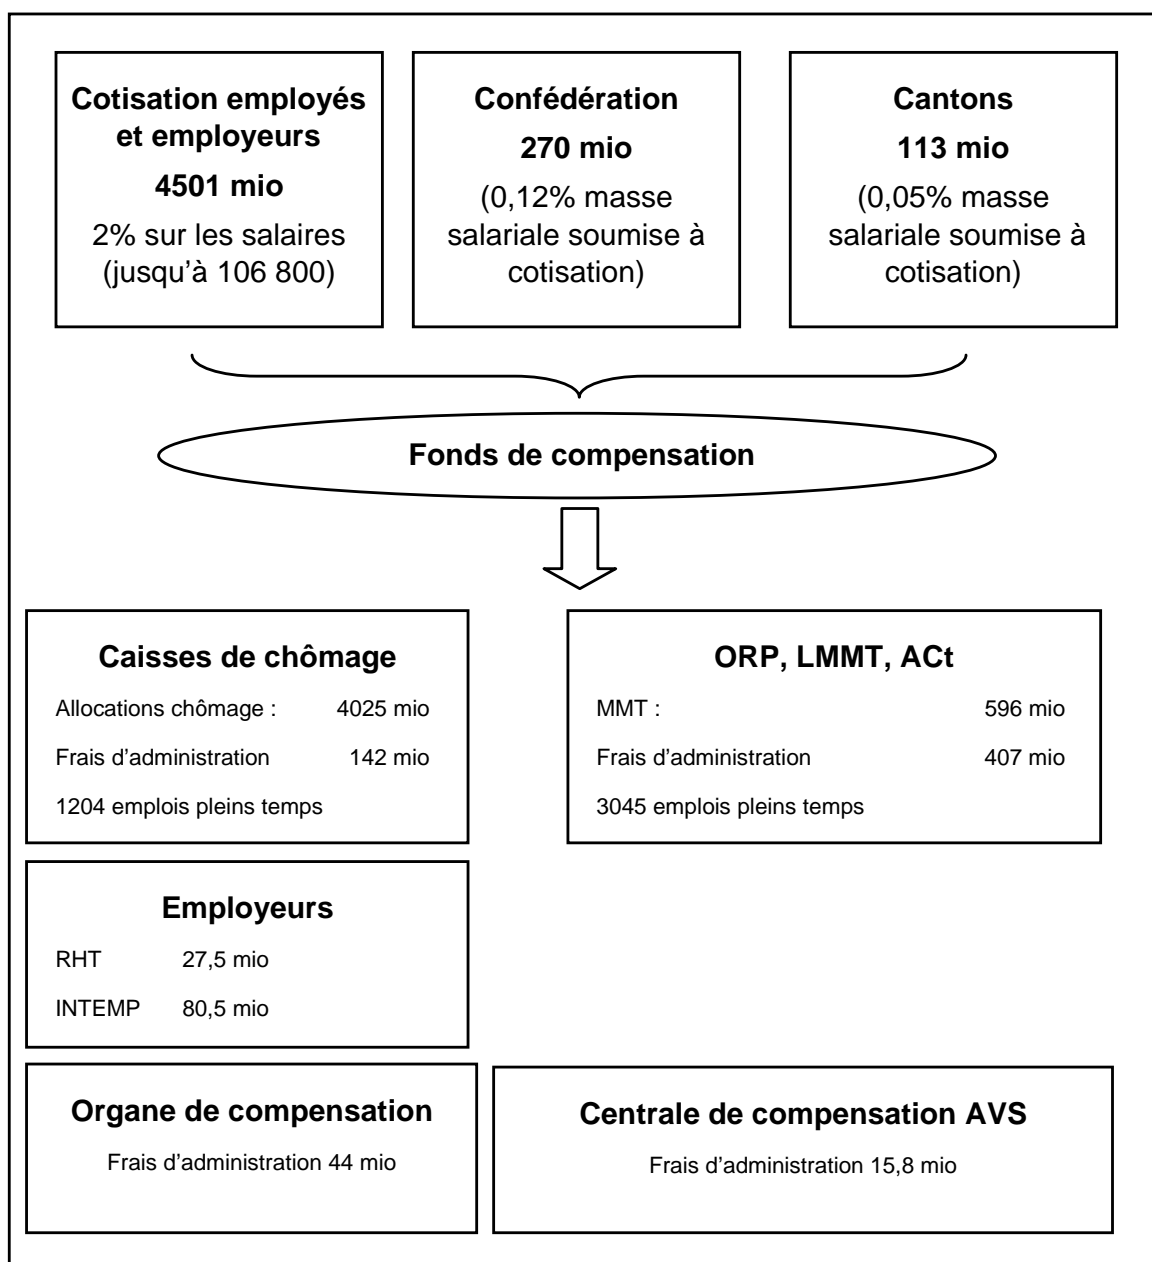 Cotisation employés
et employeurs
4501 mio
2% sur les salaires
(jusqu'à 106 800)
Confédération
270 mio
(0,12% masse
salariale soumise à
cotisation)
Cantons
113 mio
(0,05% masse
salariale soumise à
cotisation)
Fonds de compensation
Caisses de chômage
Allocations chômage : 4025 mio
Frais d'administration 142 mio
1204 emplois pleins temps
ORP, LMMT, ACt
MMT : 596 mio
Frais d'administration 407 mio
3045 emplois pleins temps
Employeurs
RHT 27,5 mio
INTEMP 80,5 mio
Organe de compensation
Frais d'administration 44 mio
Centrale de compensation AVS
Frais d'administration 15,8 mio